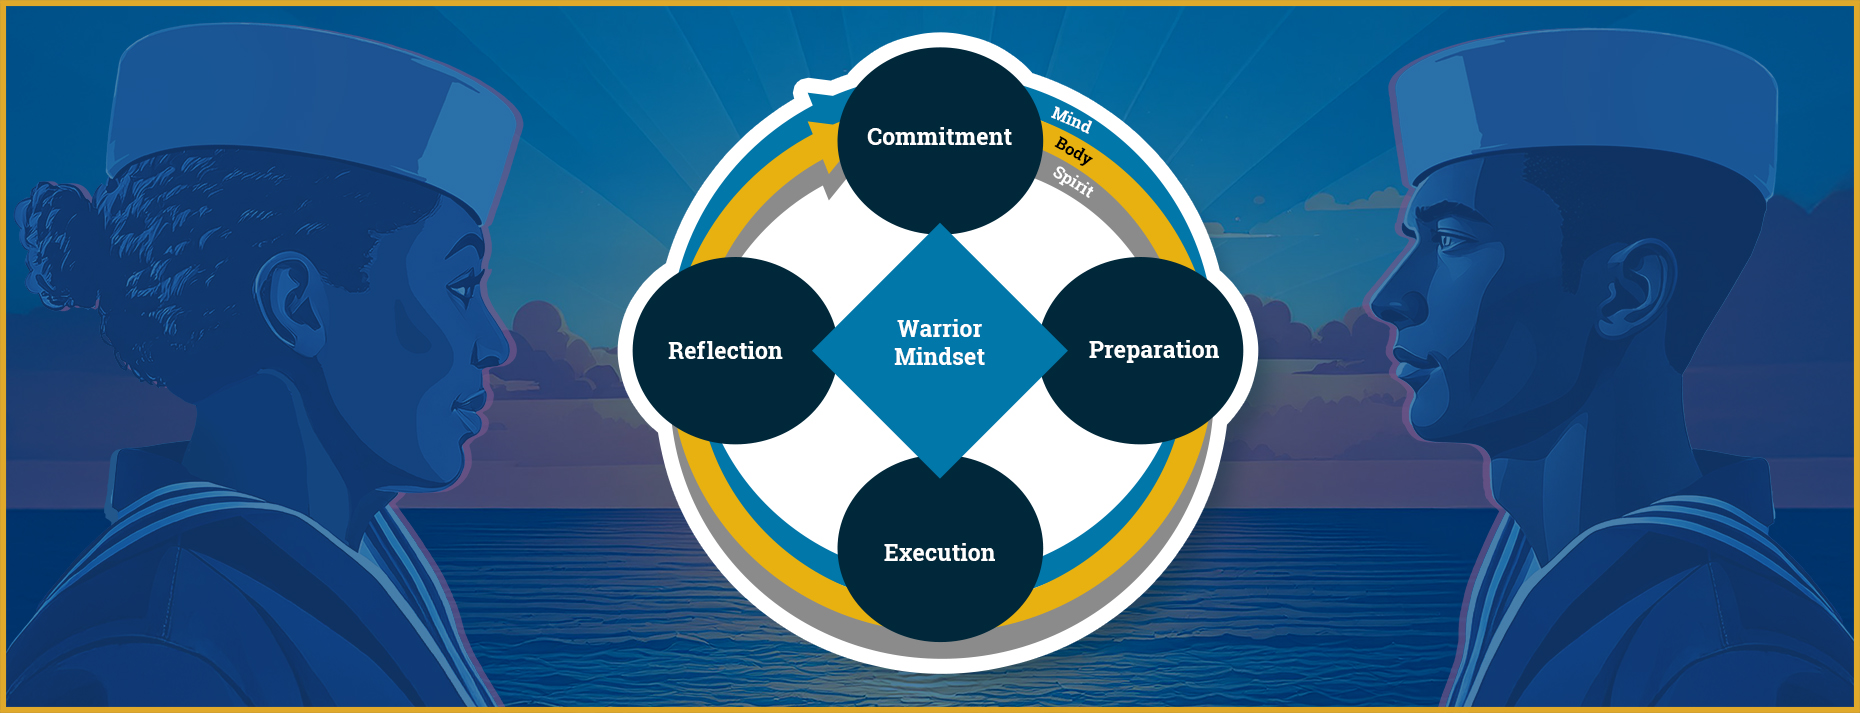 Commitment
Mind
Body
Spirit
Reflection
Warrior
Mindset
Preparation
Execution